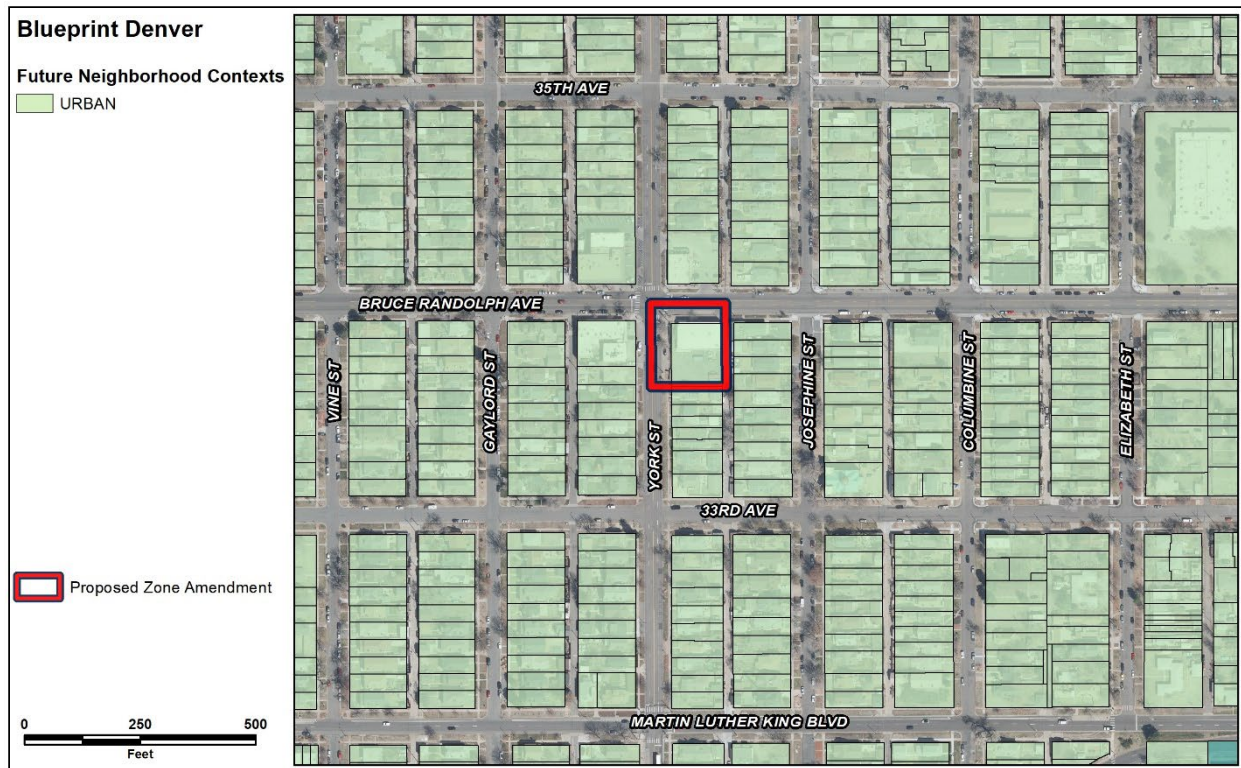 Blueprint Denver
Future Neighborhood Contexts
URBAN
35TH AVE
BRUCE RANDOLPH AVE
VINE ST
GAYLORD ST
YORK ST
JOSEPHINE ST
COLUMBINE ST
ELIZABETH ST
33RD AVE
Proposed Zone Amendment
MARTIN LUTHER KING BLVD
0 250 500
Feet